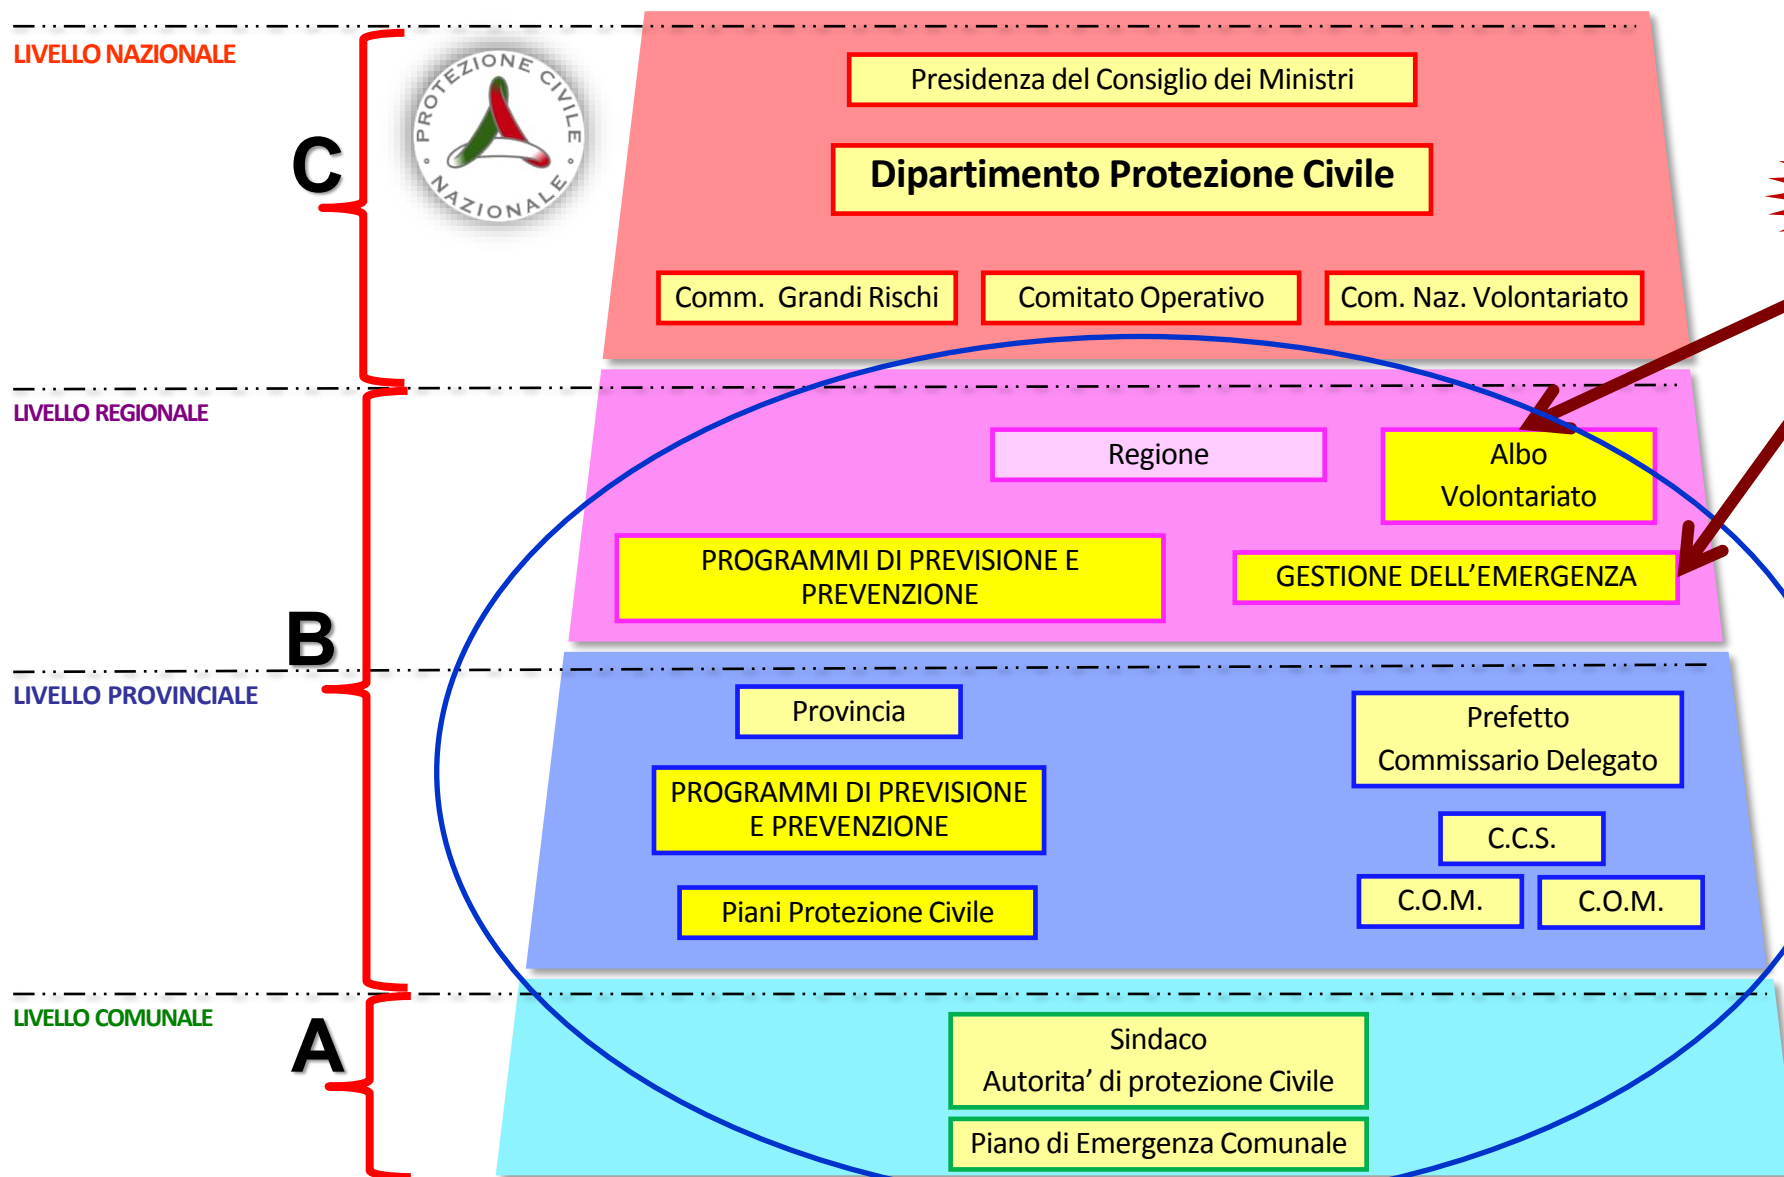 LIVELLO NAZIONALE
C
PROTEZIONE CIVILE
NAZIONALE
Presidenza del Consiglio dei Ministri
Dipartimento Protezione Civile
Comm. Grandi Rischi
Comitato Operativo
Com. Naz. Volontariato
LIVELLO REGIONALE
Regione
Albo
Volontariato
PROGRAMMI DI PREVISIONE E
PREVENZIONE
GESTIONE DELL’EMERGENZA
B
LIVELLO PROVINCIALE
Provincia
Prefetto
Commissario Delegato
PROGRAMMI DI PREVISIONE
E PREVENZIONE
C.C.S.
Piani Protezione Civile
C.O.M.
C.O.M.
LIVELLO COMUNALE
A
Sindaco
Autorita’ di protezione Civile
Piano di Emergenza Comunale